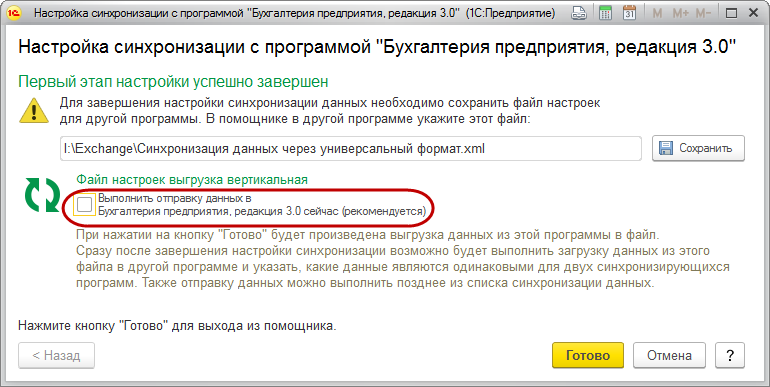 Настройка синхронизации с программой "Бухгалтерия предприятия, редакция 3.0" (1С:Предприятие)
M M+ M-
Настройка синхронизации с программой "Бухгалтерия предприятия, редакция 3.0"
Первый этап настройки успешно завершен
Для завершения настройки синхронизации данных необходимо сохранить файл настроек
для другой программы. В помощнике в другой программе укажите этот файл:
I:\Exchange\Синхронизация данных через универсальный формат.xml
Сохранить
Файл настроек выгрузка вертикальная
Выполнить отправку данных в
Бухгалтерия предприятия, редакция 3.0 сейчас (рекомендуется)
При нажатии на кнопку "Готово" будет произведена выгрузка данных из этой программы в файл.
Сразу после завершения настройки синхронизации возможно будет выполнить загрузку данных из этого
файла в другой программе и указать, какие данные являются одинаковыми для двух синхронизирующихся
программ. Также отправку данных можно выполнить позднее из списка синхронизации данных.
Нажмите кнопку "Готово" для выхода из помощника.
< Назад
Готово
Отмена
?